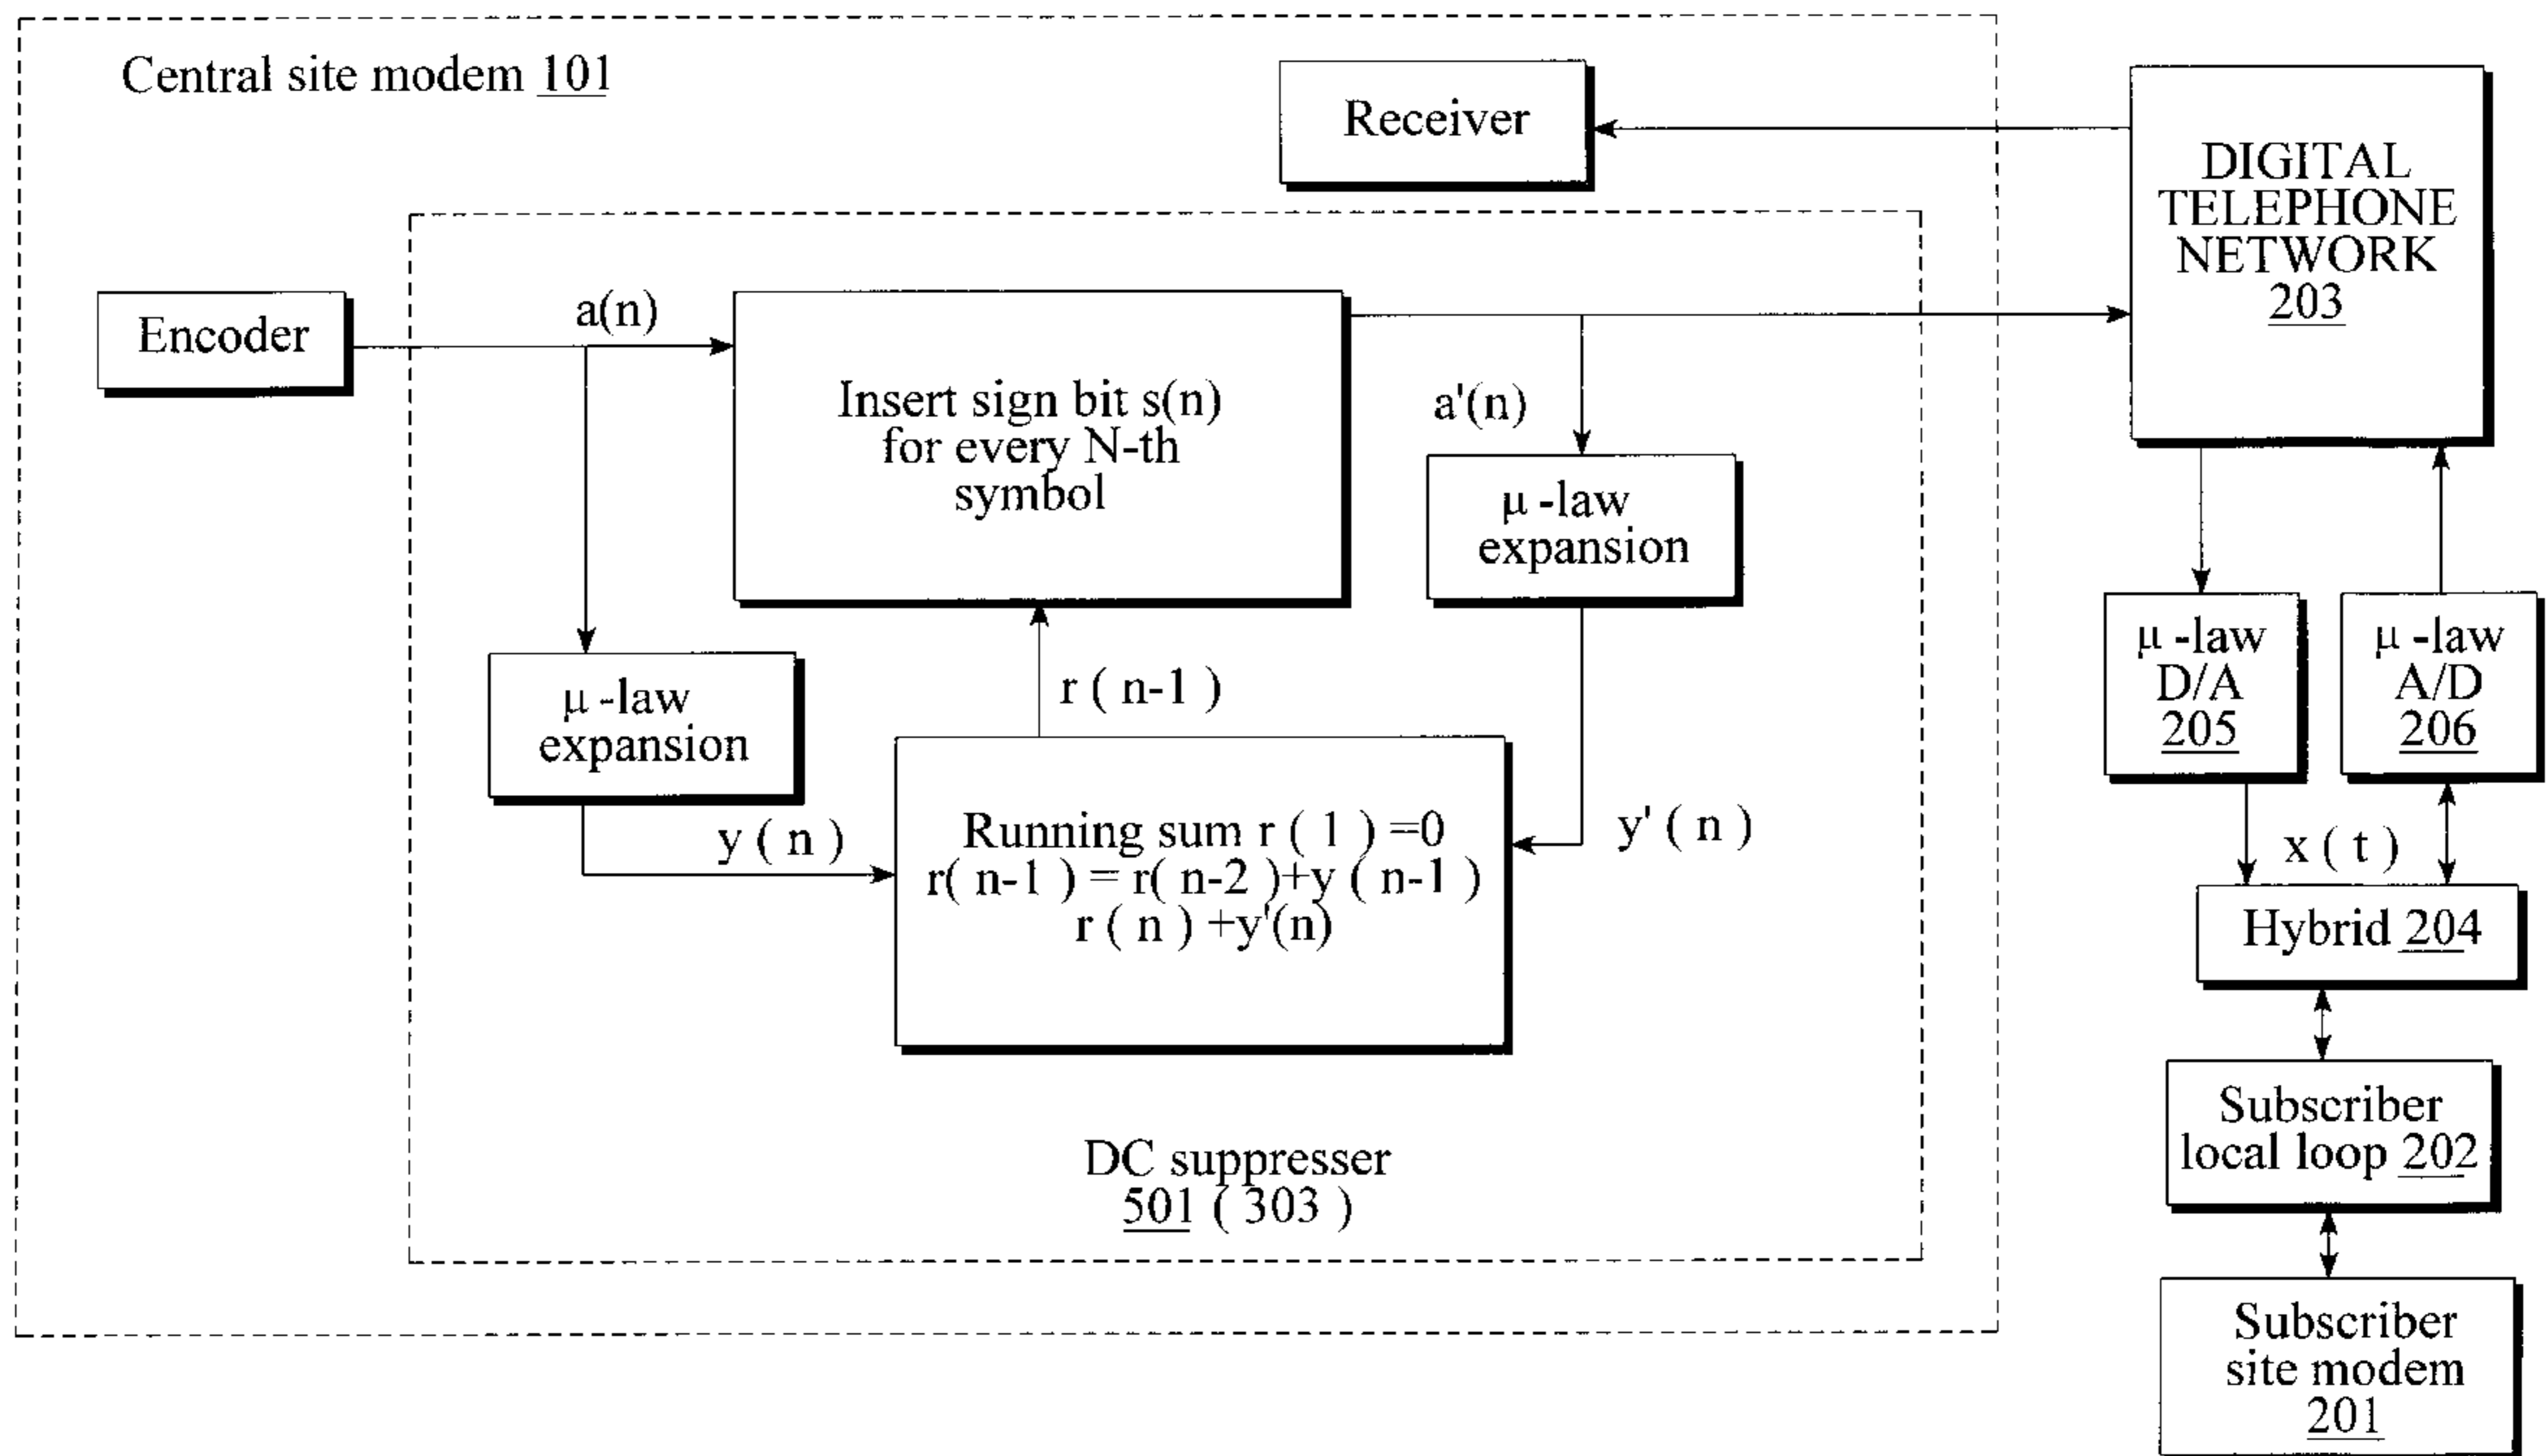 Central site modem 101
Receiver
DIGITAL
TELEPHONE
NETWORK
203
Encoder
a(n)
Insert sign bit s(n)
for every N-th
symbol
a'(n)
μ -law
expansion
μ -law
expansion
r ( n-1 )
μ -law
D/A
205
μ -law
A/D
206
y ( n )
Running sum r ( 1 ) =0
r( n-1 ) = r( n-2 )+y ( n-1 )
r ( n ) +y'(n)
y' ( n )
x ( t )
Hybrid 204
Subscriber
local loop 202
DC suppresser
501 ( 303 )
Subscriber
site modem
201